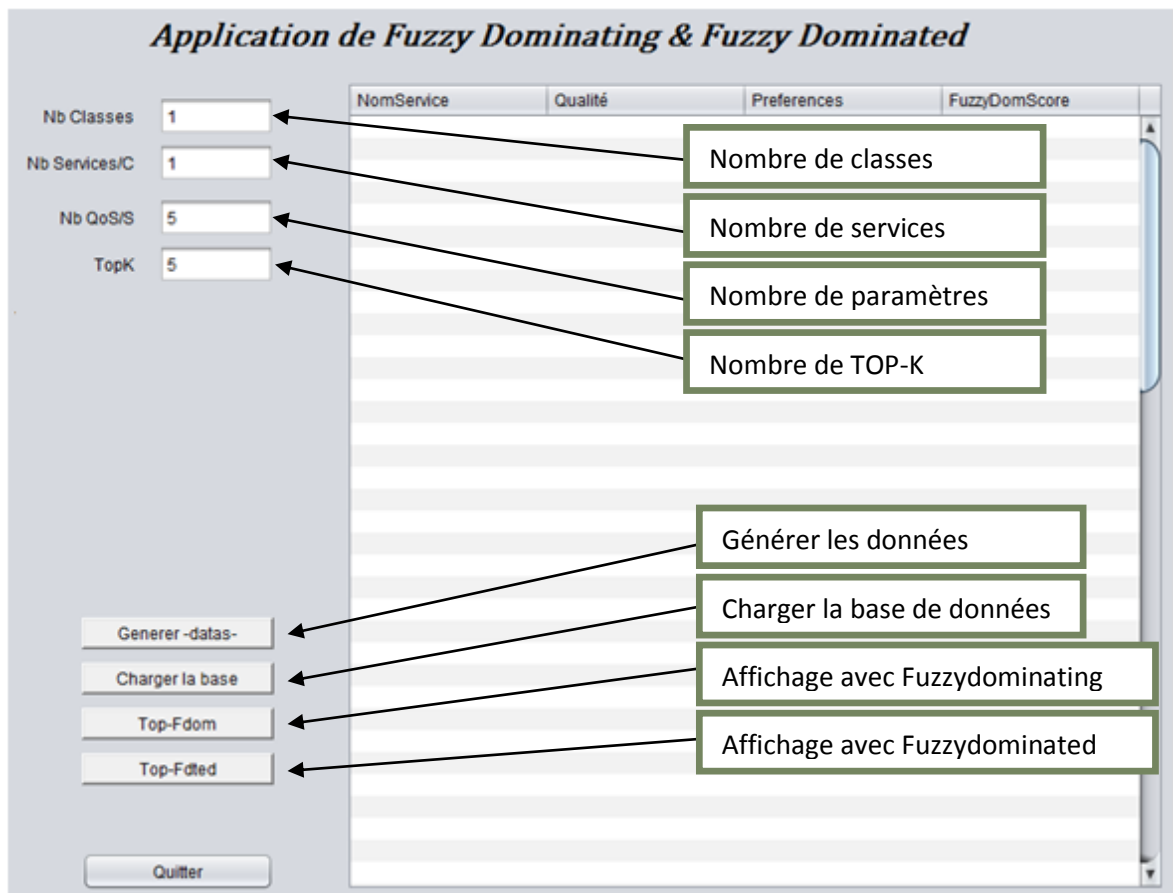 Application de Fuzzy Dominating & Fuzzy Dominated
NomService Qualité Preferences FuzzyDomScore
Nb Classes 1
Nb Services/C 1
Nb QoS/S 5
TopK 5
Nombre de classes
Nombre de services
Nombre de paramètres
Nombre de TOP-K
Générer les données
Charger la base de données
Affichage avec Fuzzydominating
Affichage avec Fuzzydominated
Generer -datas-
Charger la base
Top-Fdom
Top-Fdted
Quitter